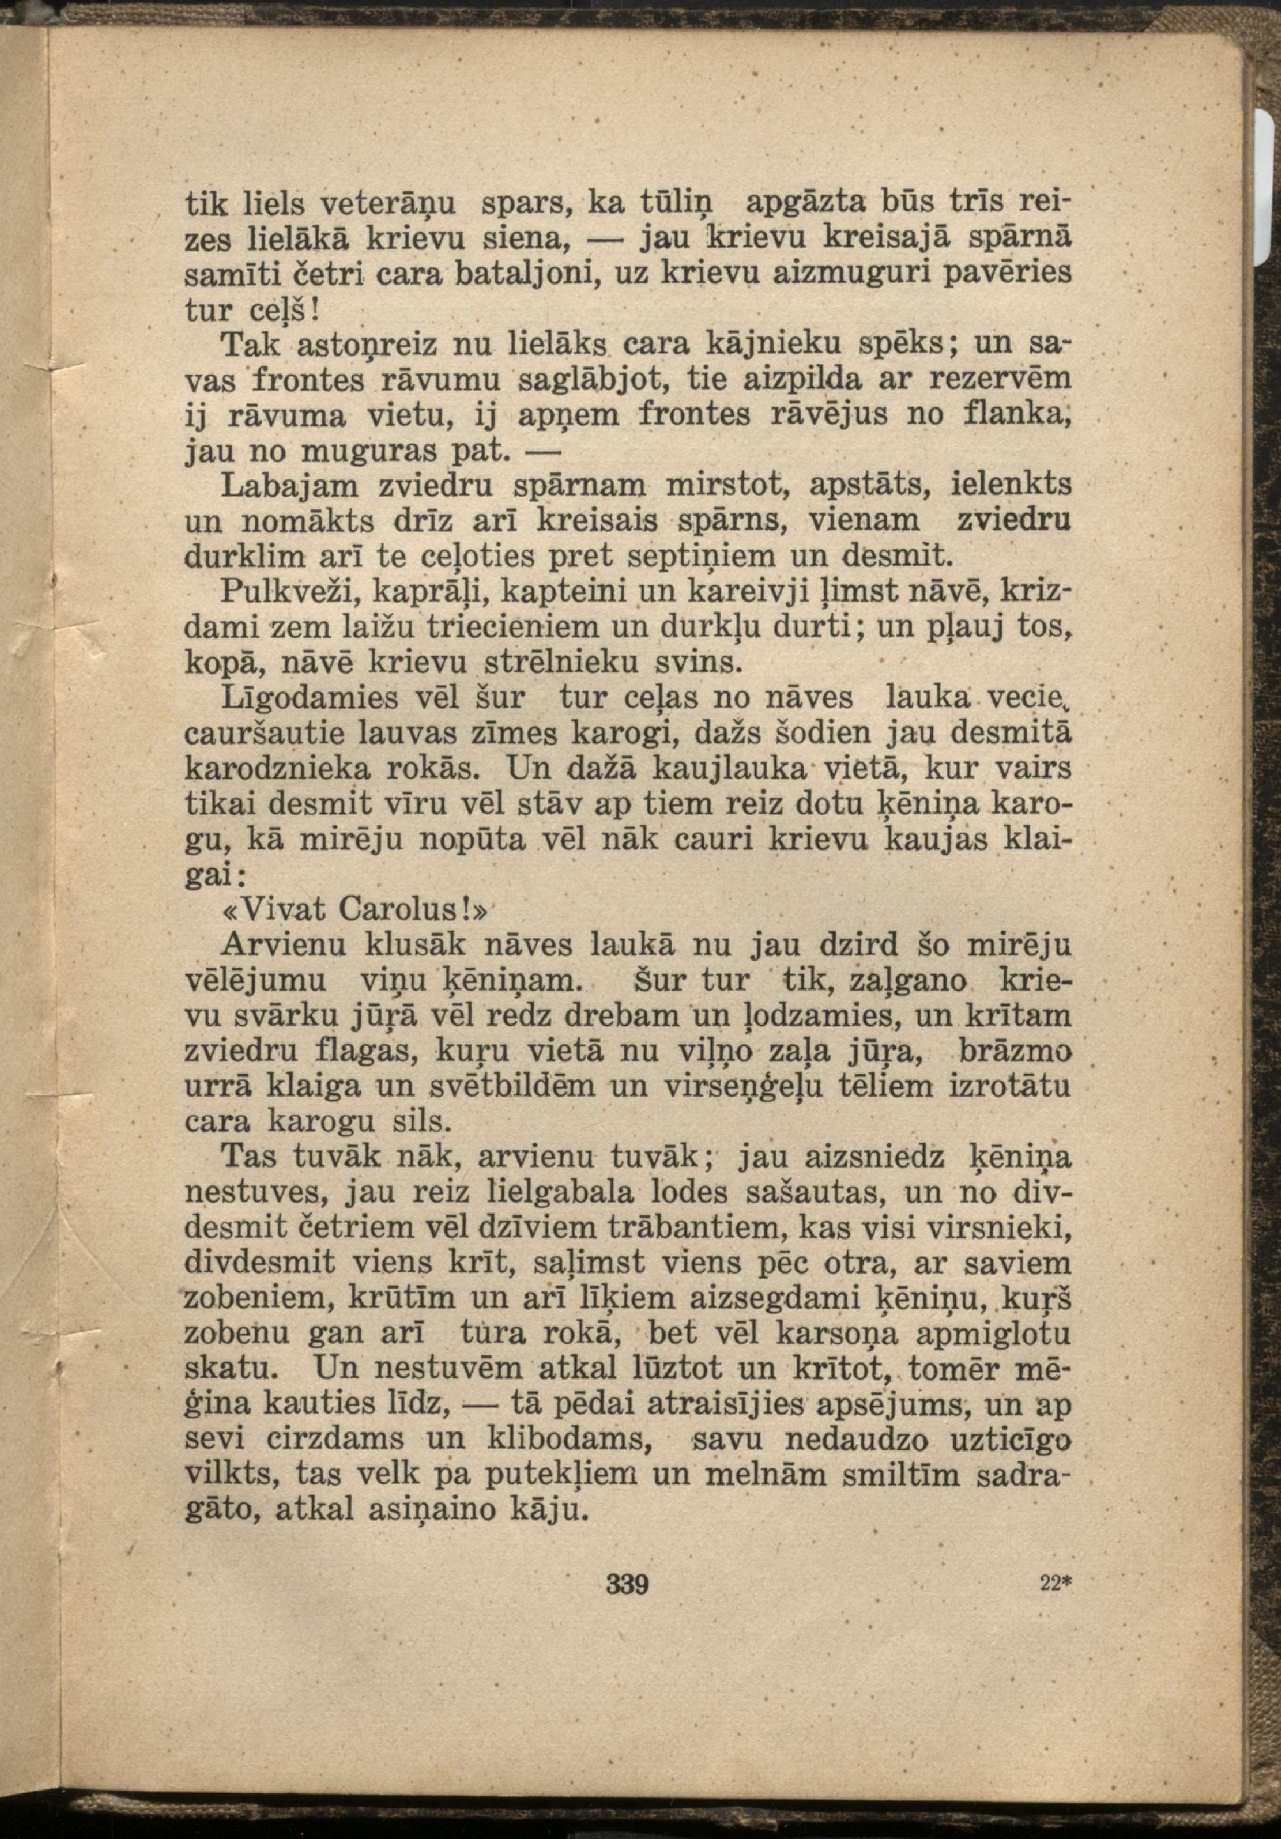 tik liels veterāņu spars, ka tūliņ apgāzta būs trīs rei-
zes lielākā krievu siena, — jau krievu kreisajā spārnā
samīti četri cara bataljoni, uz krievu aizmuguri pavēries
tur ceļš!
Tak astoņreiz nu lielāks cara kājnieku spēks; un sa-
vas frontes rāvumu saglābjot, tie aizpilda ar rezervēm
ij rāvuma vietu, ij apņem frontes rāvējus no flanka,
jau no muguras pat. —
Labajam zviedru spārnam mirstot, apstāts, ielenkts
un nomākts drīz arī kreisais spārns, vienam zviedru
durklim arī te ceļoties pret septiņiem un desmit.
Pulkveži, kaprāļi, kapteini un kareivji ļimst nāvē, kriz-
dami zem laižu triecieniem un durkļu durti; un pļauj tos,
kopā, nāvē krievu strēlnieku svins.
Līgodamies vēl šur tur ceļas no nāves lauka vecie,
cauršautie lauvas zīmes karogi, dažs šodien jau desmitā
karodznieka rokās. Un dažā kaujlauka vietā, kur vairs
tikai desmit vīru vēl stāv ap tiem reiz dotu ķēniņa karo-
gu, kā mirēju nopūta vēl nāk cauri krievu kaujas klai-
gai:
«Vivat Carolus!»
Arvienu klusāk nāves laukā nu jau dzird šo mirēju
vēlējumu viņu ķēniņam. Šur tur tik, zaļgano krie-
vu svārku jūŗā vēl redz drebam un ļodzamies, un krītam
zviedru flagas, kuŗu vietā nu viļņo zaļa jūŗa, brāzmo
urrā klaiga un svētbildēm un virseņģeļu tēliem izrotātu
cara karogu sils.
Tas tuvāk nāk, arvienu tuvāk; jau aizsniedz ķēniņa
nestuves, jau reiz lielgabala lodes sašautas, un no div-
desmit četriem vēl dzīviem trābantiem, kas visi virsnieki,
divdesmit viens krīt, saļimst viens pēc otra, ar saviem
zobeniem, krūtīm un arī līķiem aizsegdami ķēniņu, kuŗš
zobenu gan arī tura rokā, bet vēl karsoņa apmiglotu
skatu. Un nestuvēm atkal lūztot un krītot, tomēr mē-
ģina kauties līdz, — tā pēdai atraisījies apsējums, un ap
sevi cirzdams un klibodams, savu nedaudzo uzticīgo
vilkts, tas velk pa putekļiem un melnām smiltīm sadra-
gāto, atkal asiņaino kāju.
339
22*